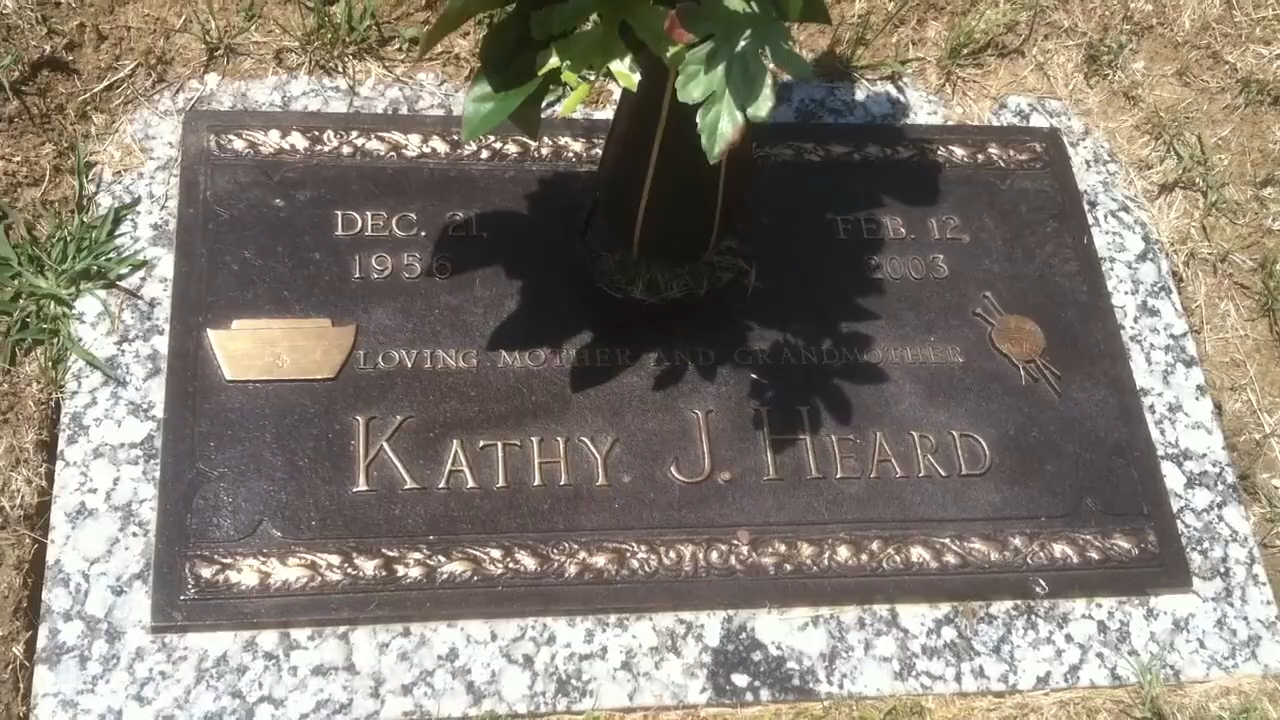 DEC. 21,
1956
FEB. 12,
2003
LOVING MOTHER AND GRANDMOTHER
KATHY J. HEARD